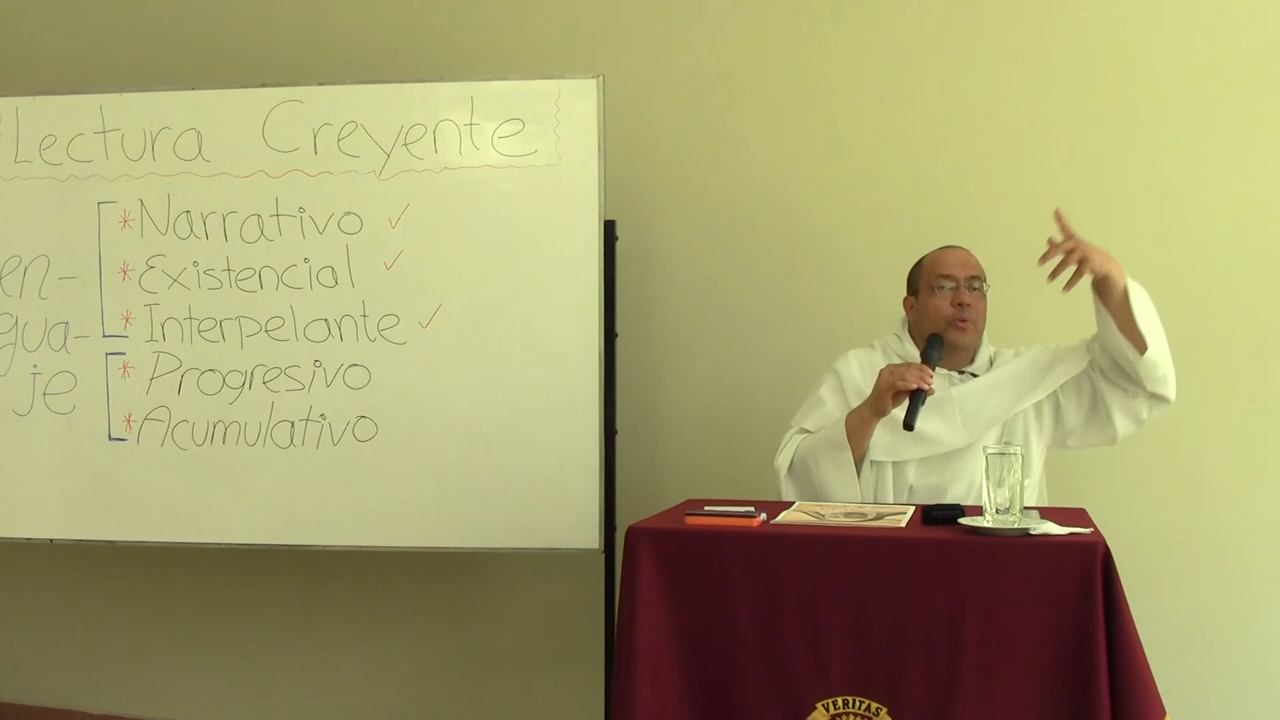 Lectura Creyente
* Narrativo ✓
* Existencial ✓
* Interpelante ✓
* Progresivo
* Acumulativo
en-
gua-
je
VERITAS